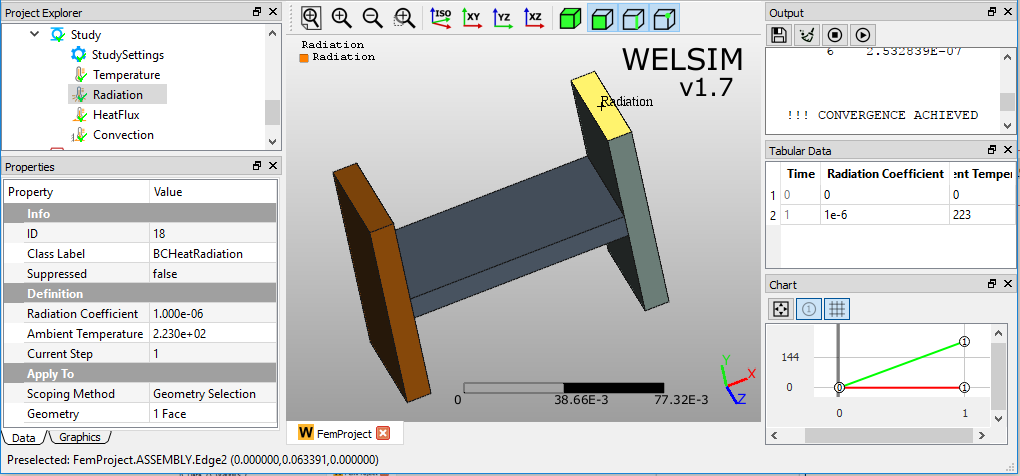 Project Explorer
Study
StudySettings
Temperature
Radiation
HeatFlux
Convection
Properties
Property Value
Info
ID 18
Class Label BCHeatRadiation
Suppressed false
Definition
Radiation Coefficient 1.000e-06
Ambient Temperature 2.230e+02
Current Step 1
Apply To
Scoping Method Geometry Selection
Geometry 1 Face
Data Graphics
Preselected: FemProject.ASSEMBLY.Edge2 (0.000000,0.063391,0.000000)
ISO XY YZ XZ
Radiation
Radiation
WELSIM
v1.7
Radiation
0 38.66E-3 77.32E-3
Y
X
Z
W FemProject
Output
6 2.532839E-07
!!! CONVERGENCE ACHIEVED
Tabular Data
Time Radiation Coefficient ent Temper
1 0 0 0
2 1 1e-6 223
Chart
1
144
0
0 1
1
0 1